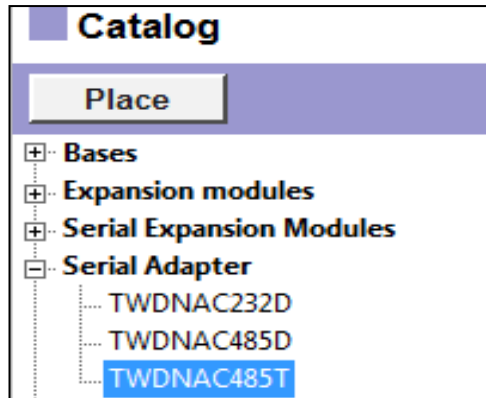 Catalog
Place
Bases
Expansion modules
Serial Expansion Modules
Serial Adapter
TWDNAC232D
TWDNAC485D
TWDNAC485T